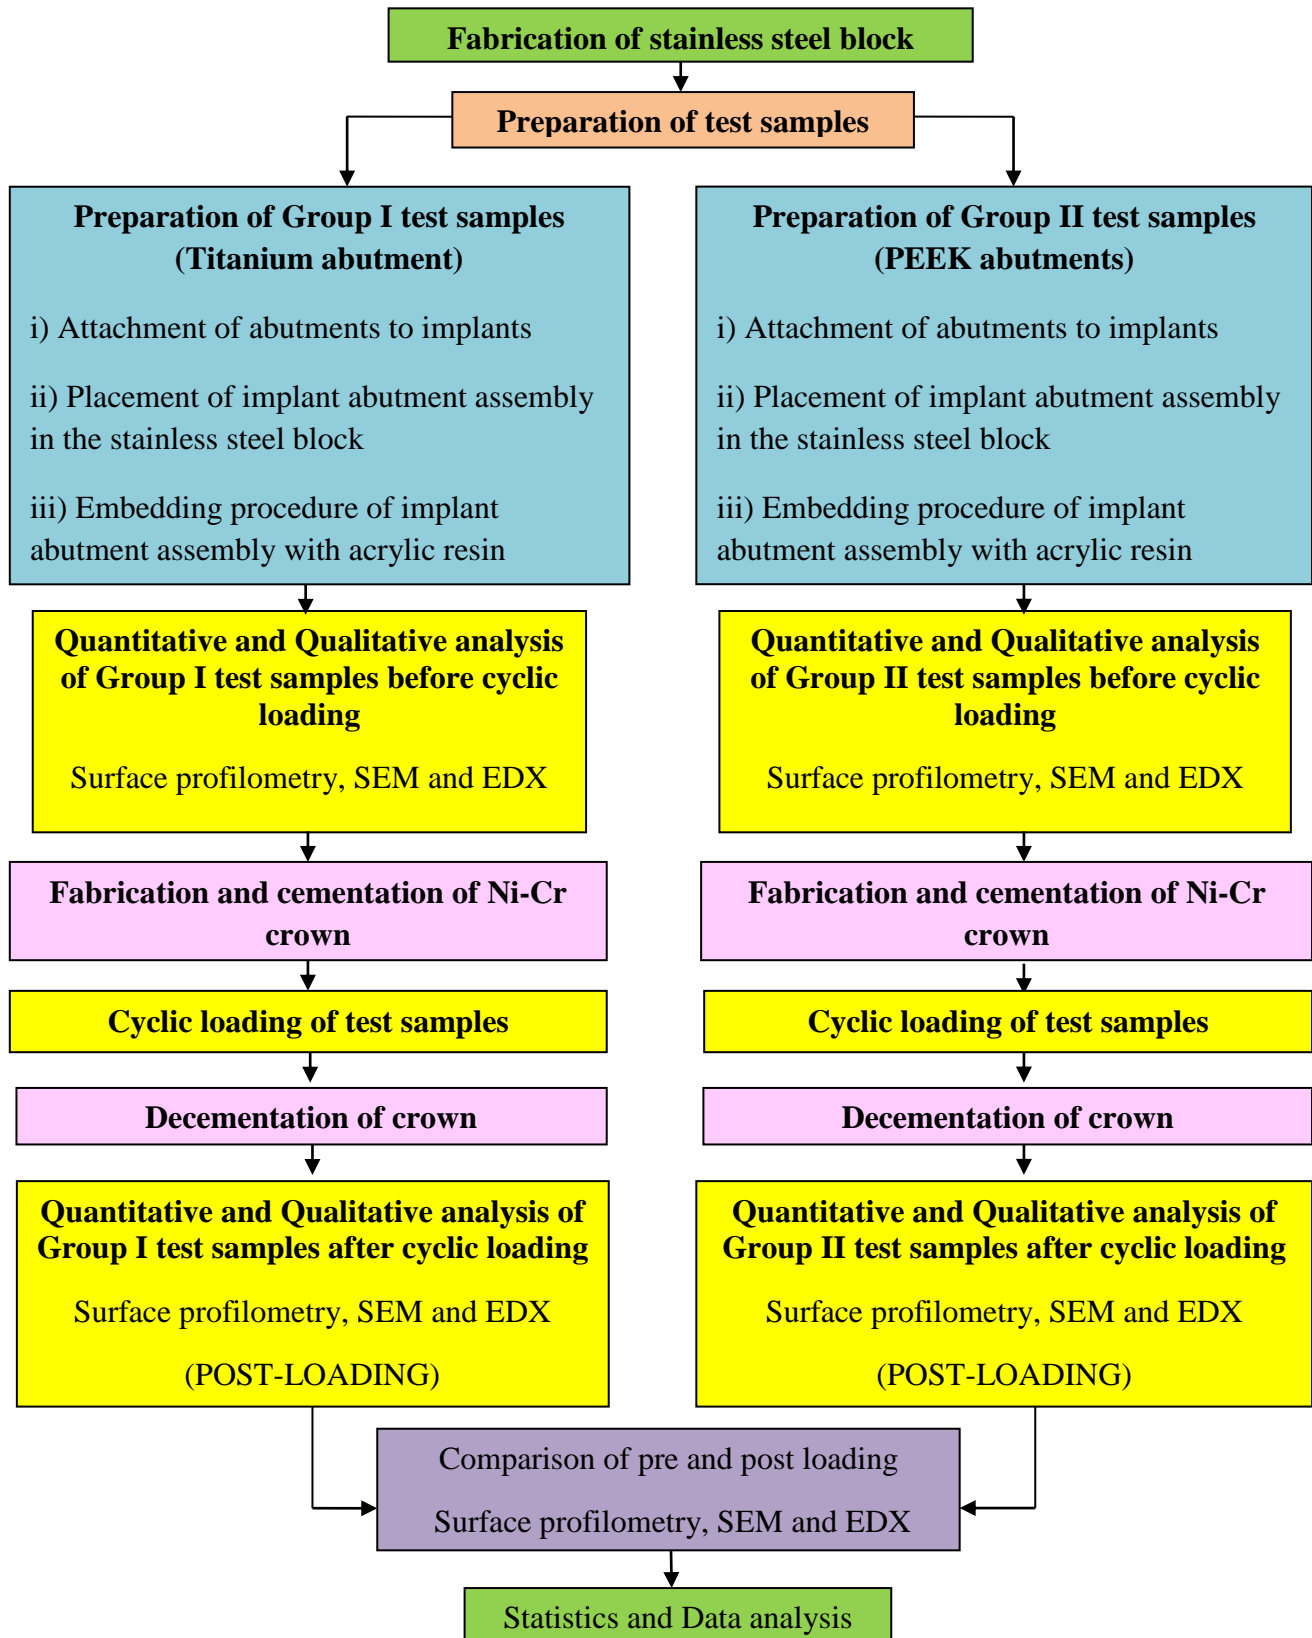 Fabrication of stainless steel block
Preparation of test samples
Preparation of Group I test samples
(Titanium abutment)
i) Attachment of abutments to implants
ii) Placement of implant abutment assembly
in the stainless steel block
iii) Embedding procedure of implant
abutment assembly with acrylic resin
Preparation of Group II test samples
(PEEK abutments)
i) Attachment of abutments to implants
ii) Placement of implant abutment assembly
in the stainless steel block
iii) Embedding procedure of implant
abutment assembly with acrylic resin
Quantitative and Qualitative analysis
of Group I test samples before cyclic
loading
Surface profilometry, SEM and EDX
Quantitative and Qualitative analysis
of Group II test samples before cyclic
loading
Surface profilometry, SEM and EDX
Fabrication and cementation of Ni-Cr
crown
Fabrication and cementation of Ni-Cr
crown
Cyclic loading of test samples
Cyclic loading of test samples
Decementation of crown
Decementation of crown
Quantitative and Qualitative analysis of
Group I test samples after cyclic loading
Surface profilometry, SEM and EDX
(POST-LOADING)
Quantitative and Qualitative analysis of
Group II test samples after cyclic loading
Surface profilometry, SEM and EDX
(POST-LOADING)
Comparison of pre and post loading
Surface profilometry, SEM and EDX
Statistics and Data analysis